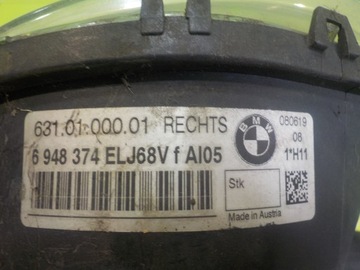 631.01.000.01 RECHTS
6 948 374 ELJ68V f AI05
BMW
080619
08
1*H11
Stk
Made in Austria